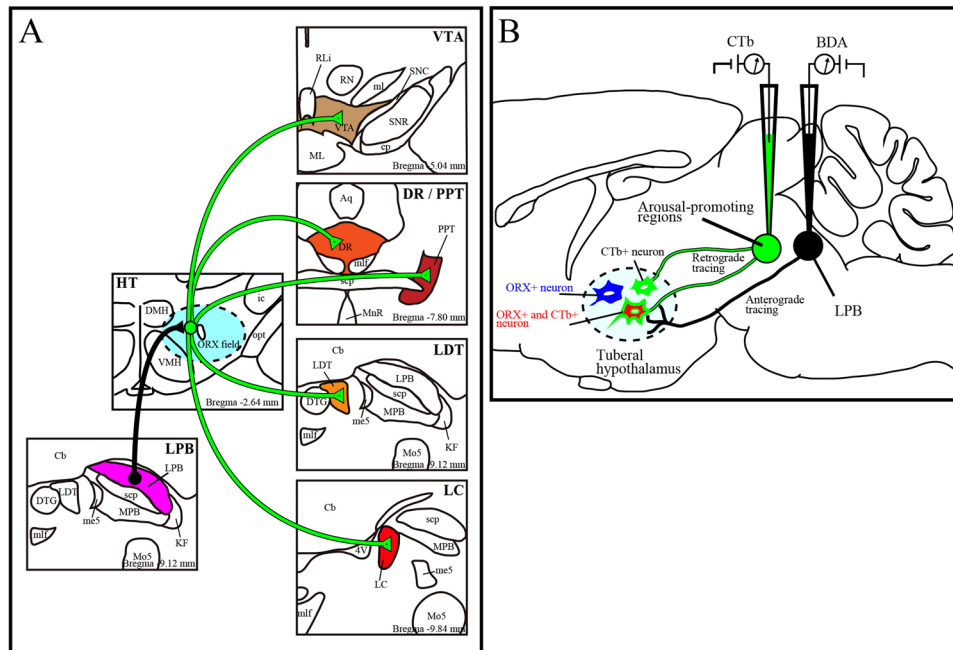 A
VTA
RLi
RN
ml
SNC
SNR
VTA
cp
ML
Bregma -5.04 mm
DR / PPT
Aq
PPT
DR
mlf
scp
MnR
Bregma -7.80 mm
HT
DMH
ic
ORX field
opt
VMH
Bregma -2.64 mm
LDT
Cb
LDT
LPB
scp
DTG
MPB
me5
KF
mlf
Mo5
Bregma -9.12 mm
LPB
Cb
LPB
LDT
scp
DTG
MPB
me5
KF
mlf
Mo5
Bregma -9.12 mm
LC
Cb
scp
4V
MPB
LC
me5
mlf
Mo5
Bregma -9.84 mm
B
CTb
BDA
Arousal-promoting
regions
CTb+ neuron
Retrograde
tracing
ORX+ neuron
ORX+ and CTb+
neuron
Anterograde
tracing
LPB
Tuberal
hypothalamus